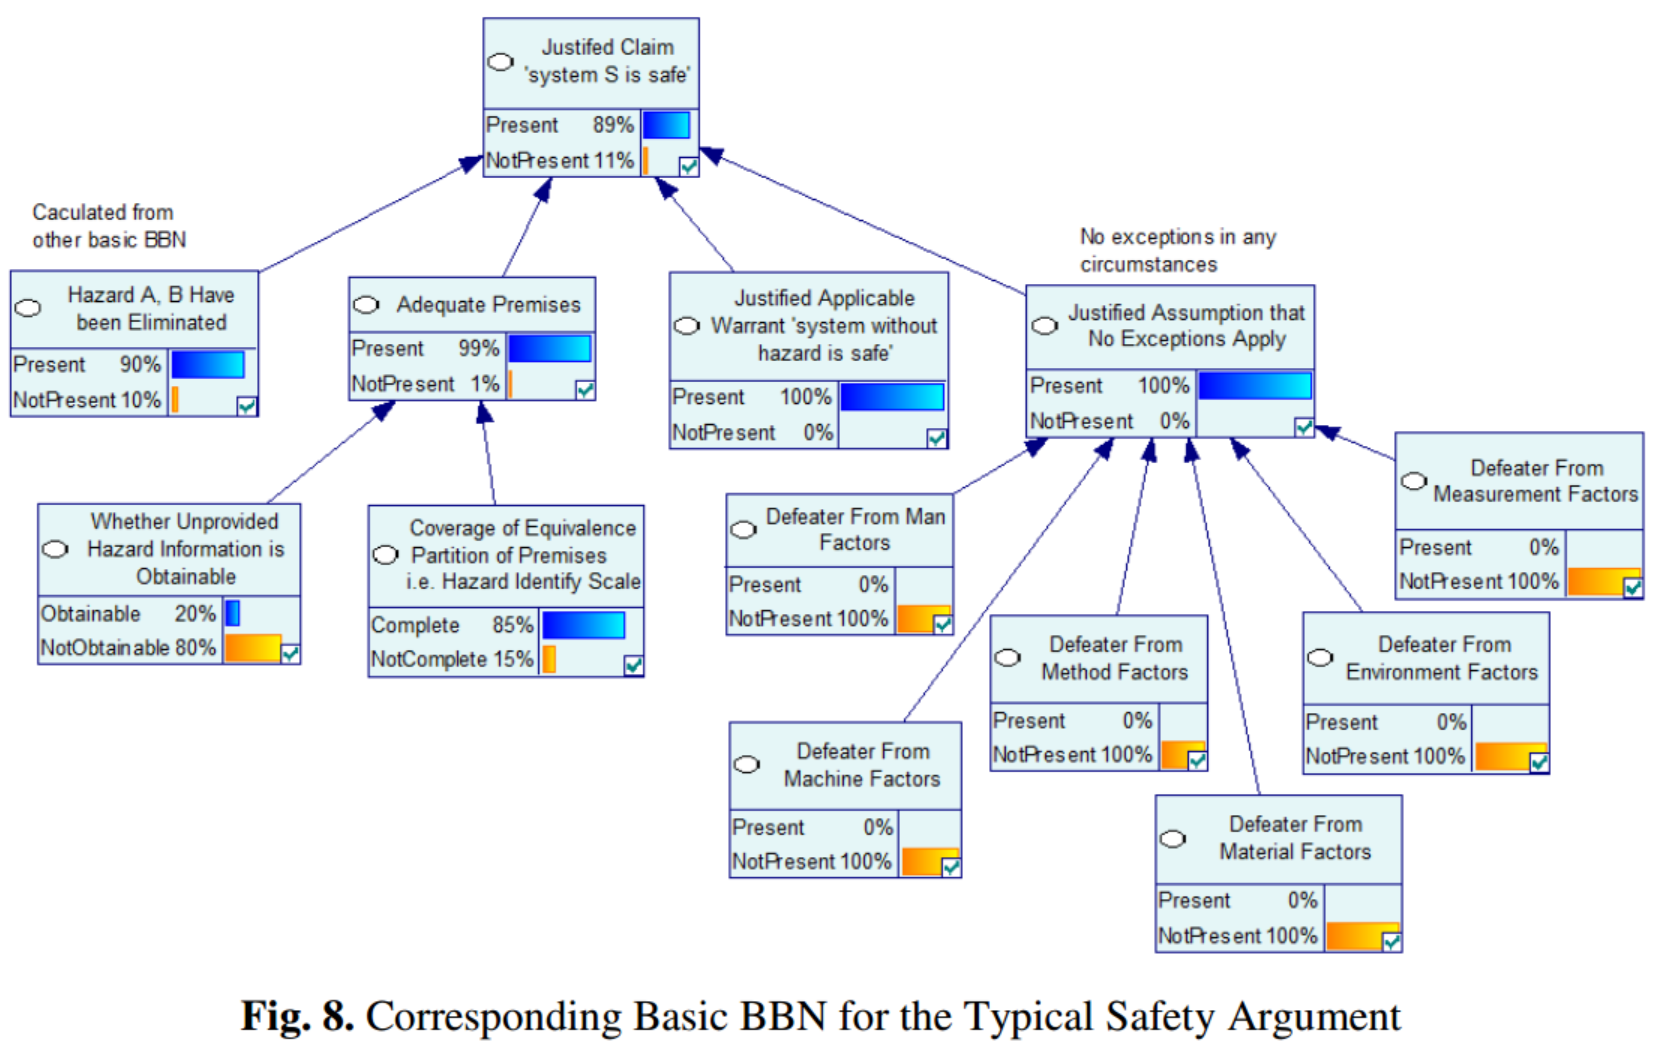 Justifed Claim
'system S is safe'
Present 89%
NotPresent 11%
Caculated from
other basic BBN
No exceptions in any
circumstances
Hazard A, B Have
been Eliminated
Present 90%
NotPresent 10%
Adequate Premises
Present 99%
NotPresent 1%
Justified Applicable
Warrant 'system without
hazard is safe'
Present 100%
NotPresent 0%
Justified Assumption that
No Exceptions Apply
Present 100%
NotPresent 0%
Whether Unprovided
Hazard Information is
Obtainable
Obtainable 20%
NotObtainable 80%
Coverage of Equivalence
Partition of Premises
i.e. Hazard Identify Scale
Complete 85%
NotComplete 15%
Defeater From Man
Factors
Present 0%
NotPresent 100%
Defeater From
Measurement Factors
Present 0%
NotPresent 100%
Defeater From
Method Factors
Present 0%
NotPresent 100%
Defeater From
Environment Factors
Present 0%
NotPresent 100%
Defeater From
Machine Factors
Present 0%
NotPresent 100%
Defeater From
Material Factors
Present 0%
NotPresent 100%
Fig. 8. Corresponding Basic BBN for the Typical Safety Argument